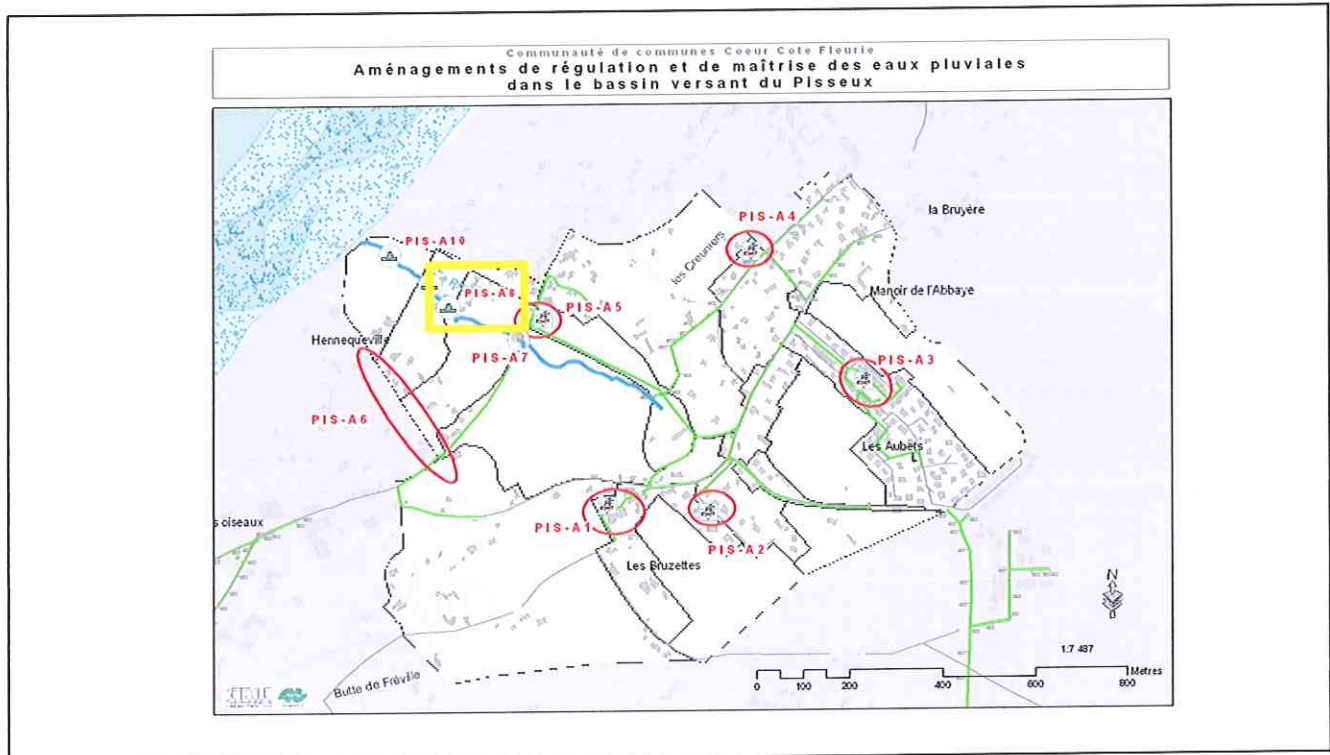 Communauté de communes Coeur Cote Fleurie
Aménagements de régulation et de maîtrise des eaux pluviales
dans le bassin versant du Pisseux
la Bruyère
PIS-A4
les Creuniors
PIS-A10
Manoir de l'Abbaye
PIS-A8
PIS-A5
Hennequeville
PIS-A7
PIS-A3
PIS-A6
Les Aubets
s oiseaux
PIS-A1
PIS-A2
Les Bruzettes
N
1:7 487
Metres
0 100 200 400 600 800
Butte de Fréville